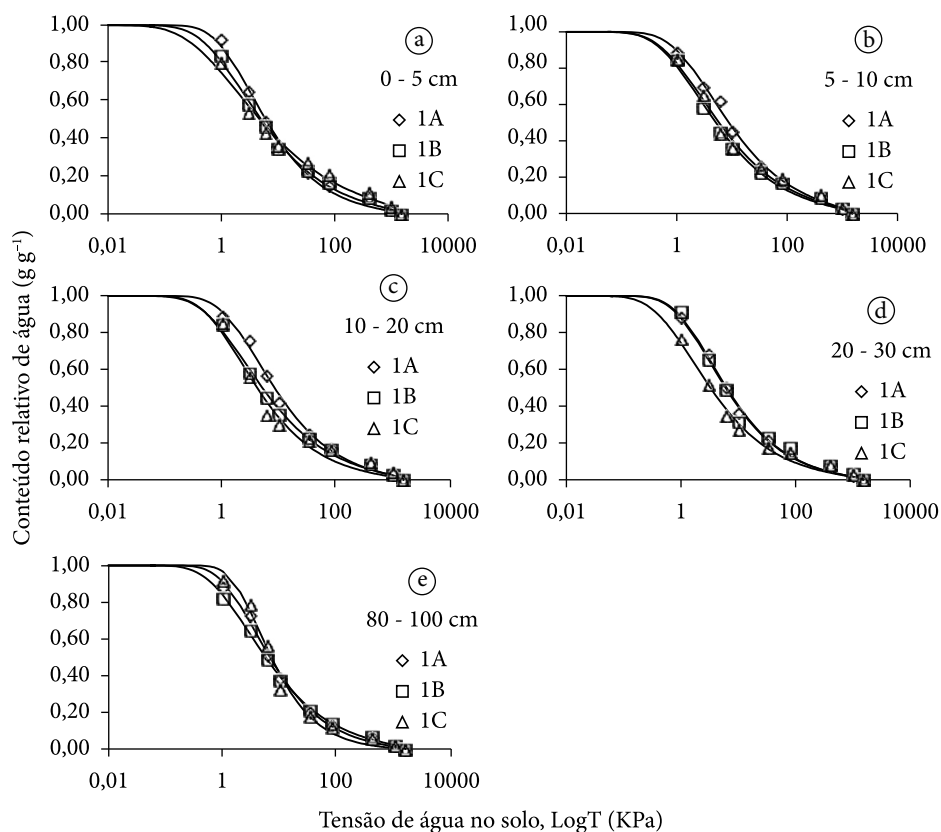 Conteúdo relativo de água (g g⁻¹)
1,00
0,80
0,60
0,40
0,20
0,00
0,01
1
100
10000
a
0 - 5 cm
1A
1B
1C
1,00
0,80
0,60
0,40
0,20
0,00
0,01
1
100
10000
b
5 - 10 cm
1A
1B
1C
1,00
0,80
0,60
0,40
0,20
0,00
0,01
1
100
10000
c
10 - 20 cm
1A
1B
1C
1,00
0,80
0,60
0,40
0,20
0,00
0,01
1
100
10000
d
20 - 30 cm
1A
1B
1C
1,00
0,80
0,60
0,40
0,20
0,00
0,01
1
100
10000
e
80 - 100 cm
1A
1B
1C
Tensão de água no solo, LogT (KPa)